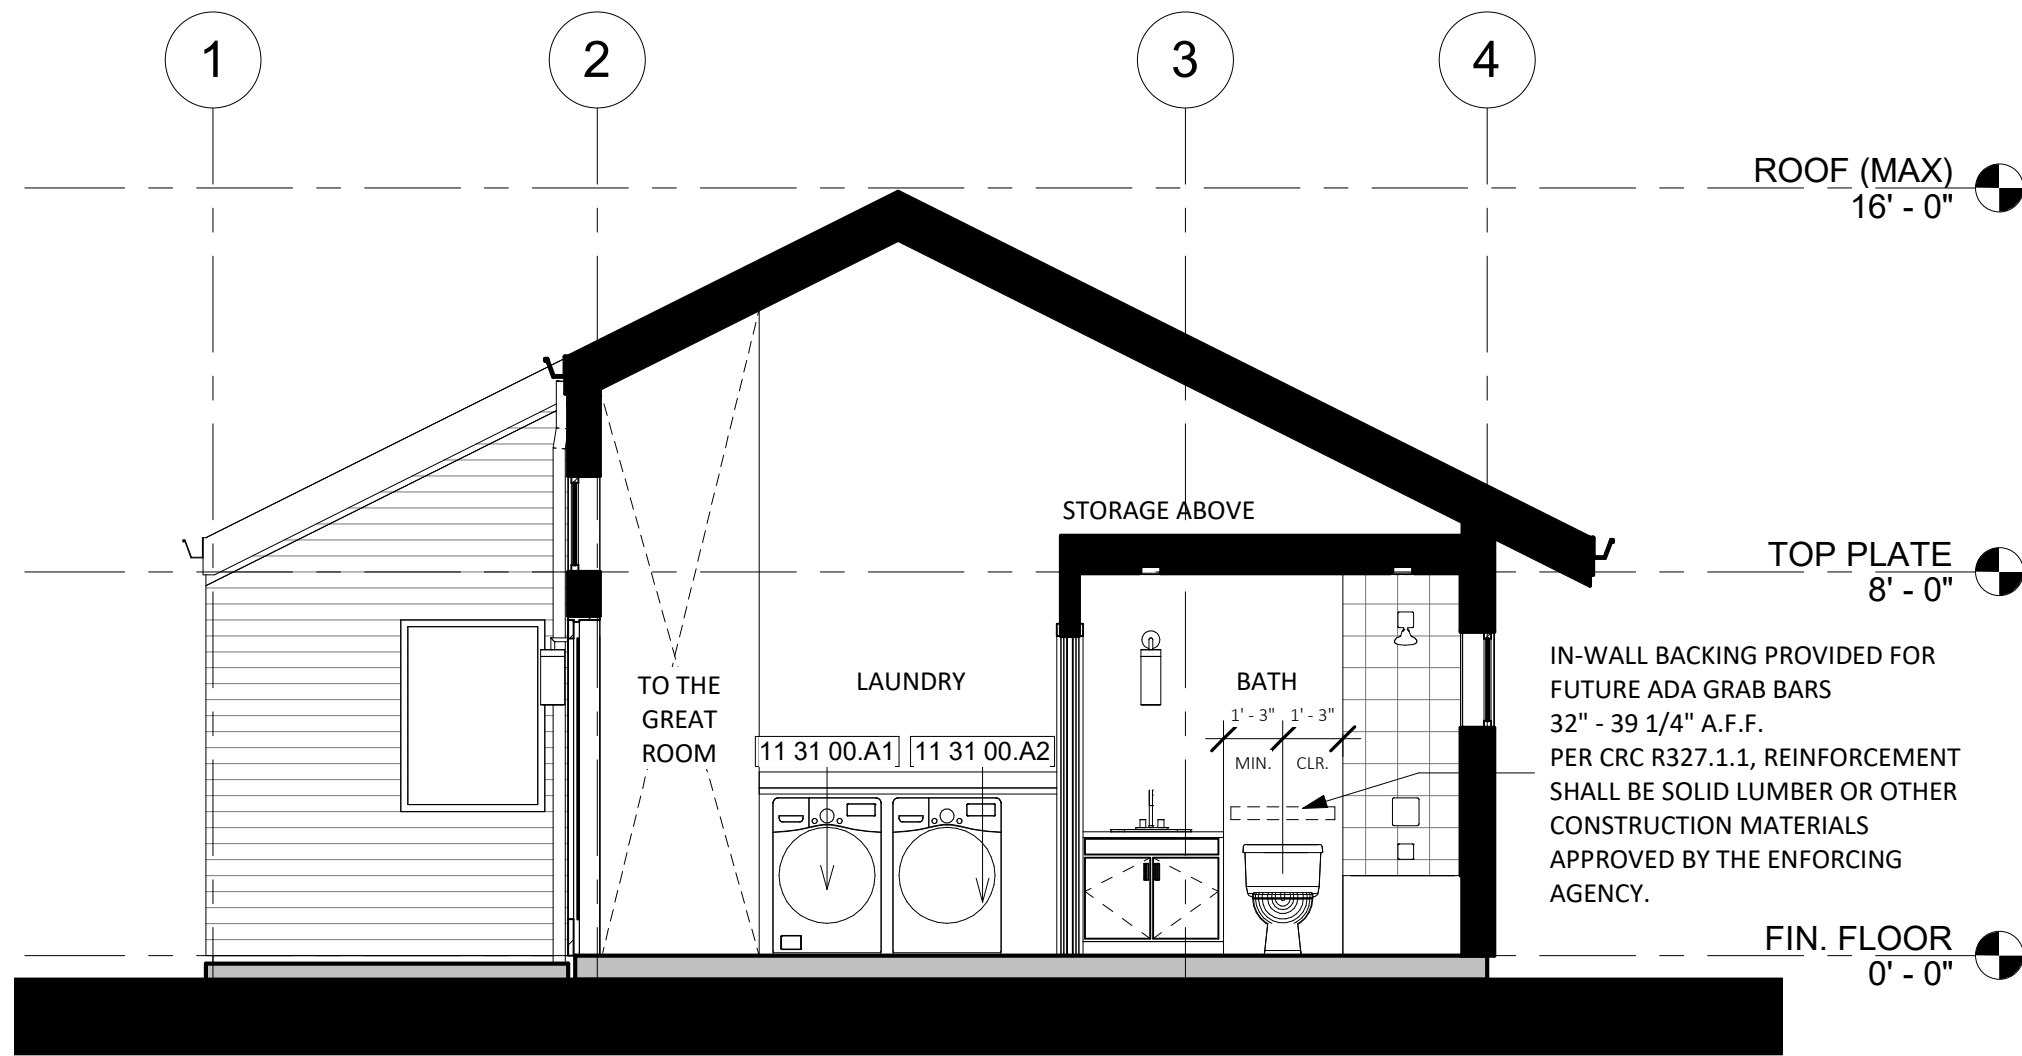 1
2
3
4
ROOF (MAX)
16' - 0"
STORAGE ABOVE
TOP PLATE
8' - 0"
TO THE
GREAT
ROOM
LAUNDRY
BATH
1' - 3" 1' - 3"
MIN. CLR.
11 31 00.A1 11 31 00.A2
IN-WALL BACKING PROVIDED FOR
FUTURE ADA GRAB BARS
32" - 39 1/4" A.F.F.
PER CRC R327.1.1, REINFORCEMENT
SHALL BE SOLID LUMBER OR OTHER
CONSTRUCTION MATERIALS
APPROVED BY THE ENFORCING
AGENCY.
FIN. FLOOR
0' - 0"